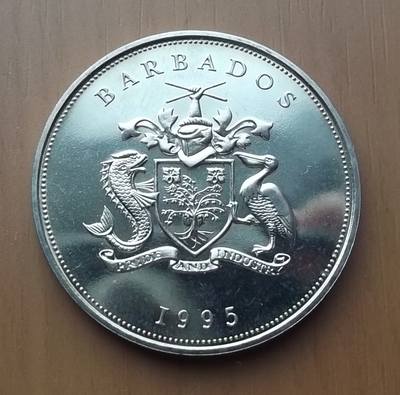 BARBADOS
PRIDE AND INDUSTRY
1995